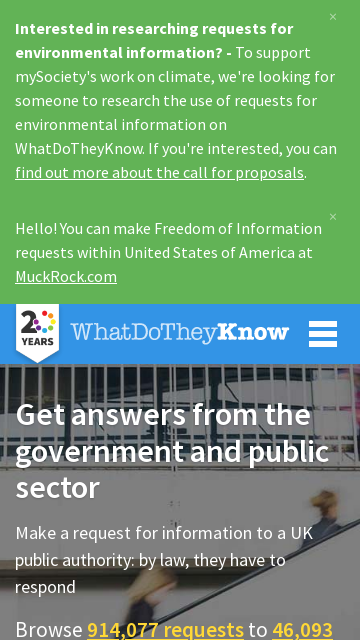 ×
Interested in researching requests for
environmental information? - To support
mySociety's work on climate, we're looking for
someone to research the use of requests for
environmental information on
WhatDoTheyKnow. If you're interested, you can
find out more about the call for proposals.
×
Hello! You can make Freedom of Information
requests within United States of America at
MuckRock.com
20
YEARS
WhatDoTheyKnow
Get answers from the
government and public
sector
Make a request for information to a UK
public authority: by law, they have to
respond
Browse 914,077 requests to 46,093